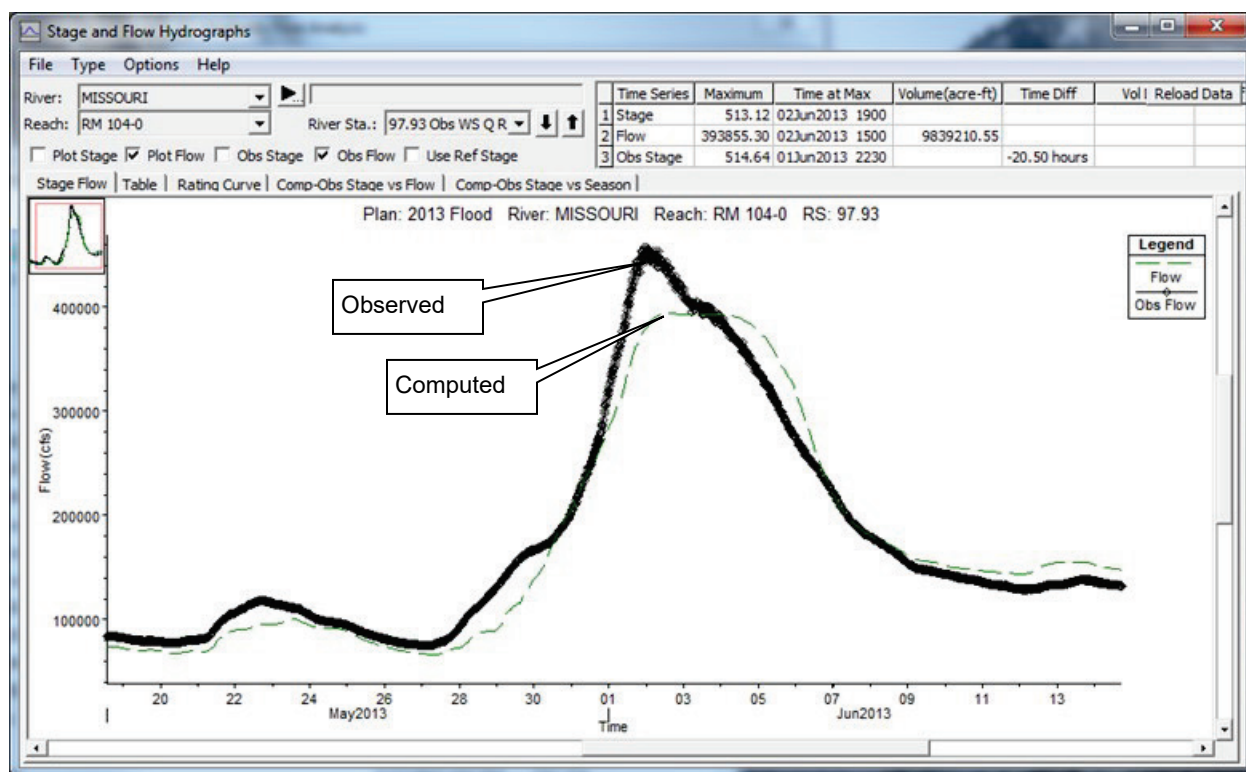 Stage and Flow Hydrographs
File Type Options Help
River: MISSOURI
Reach: RM 104-0 River Sta.: 97.93 Obs WS Q R
Plot Stage Plot Flow Obs Stage Obs Flow Use Ref Stage
Time Series Maximum Time at Max Volume(acre-ft) Time Diff Vol Reload Data
1 Stage 513.12 02Jun2013 1900
2 Flow 393855.30 02Jun2013 1500 9839210.55
3 Obs Stage 514.64 01Jun2013 2230 -20.50 hours
Stage Flow Table Rating Curve Comp-Obs Stage vs Flow Comp-Obs Stage vs Season
Plan: 2013 Flood River: MISSOURI Reach: RM 104-0 RS: 97.93
Legend
Flow
Obs Flow
Observed
Computed
400000
300000
200000
100000
Flow(cfs)
20 22 24 26 28 30 01 03 05 07 09 11 13
May2013 Jun2013
Time